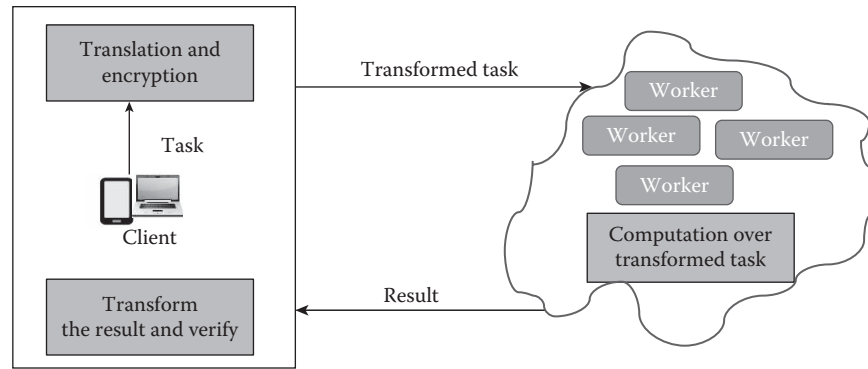 Translation and
encryption
Task
Client
Transform
the result and verify
Transformed task
Result
Worker
Worker
Worker
Worker
Computation over
transformed task